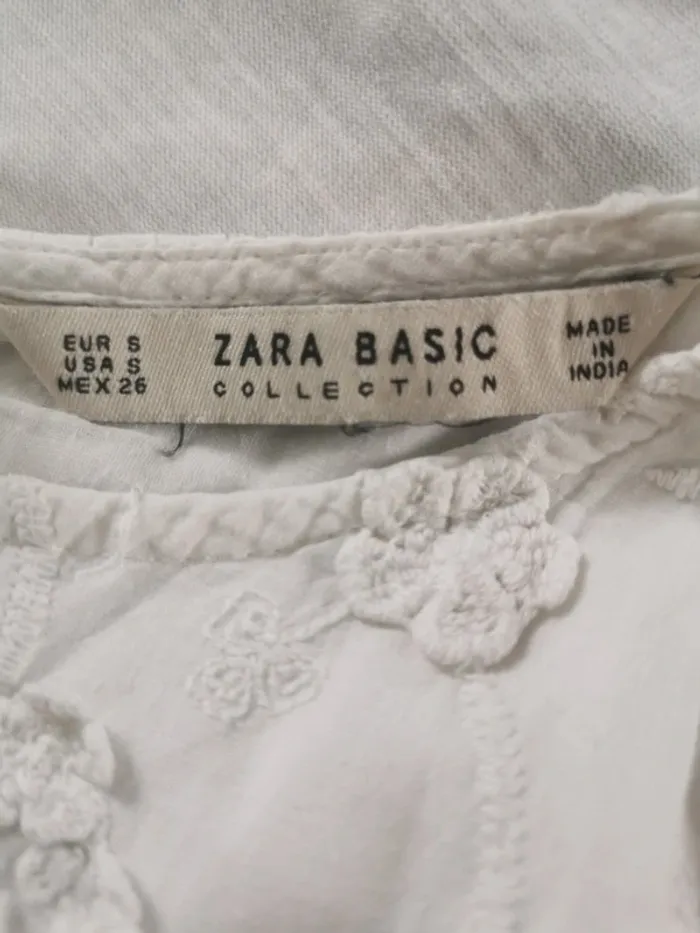 EUR S
USA S
MEX 26
ZARA BASIC
COLLECTION
MADE
IN
INDIA